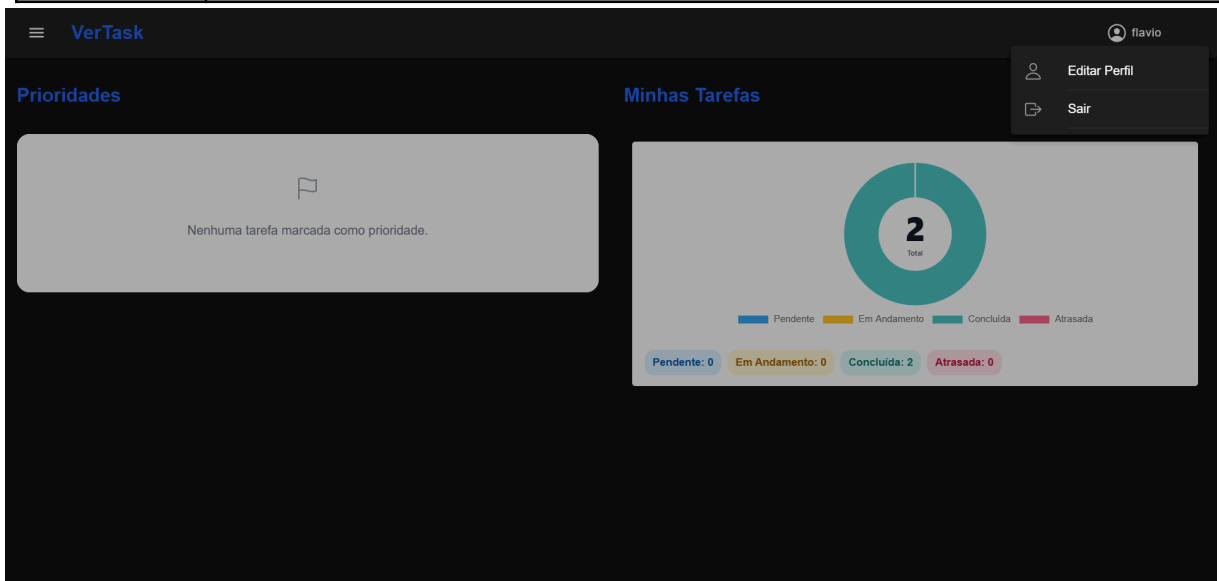 VerTask
flavio
Editar Perfil
Sair
Prioridades
Nenhuma tarefa marcada como prioridade.
Minhas Tarefas
2
Total
Pendente Em Andamento Concluída Atrasada
Pendente: 0 Em Andamento: 0 Concluída: 2 Atrasada: 0